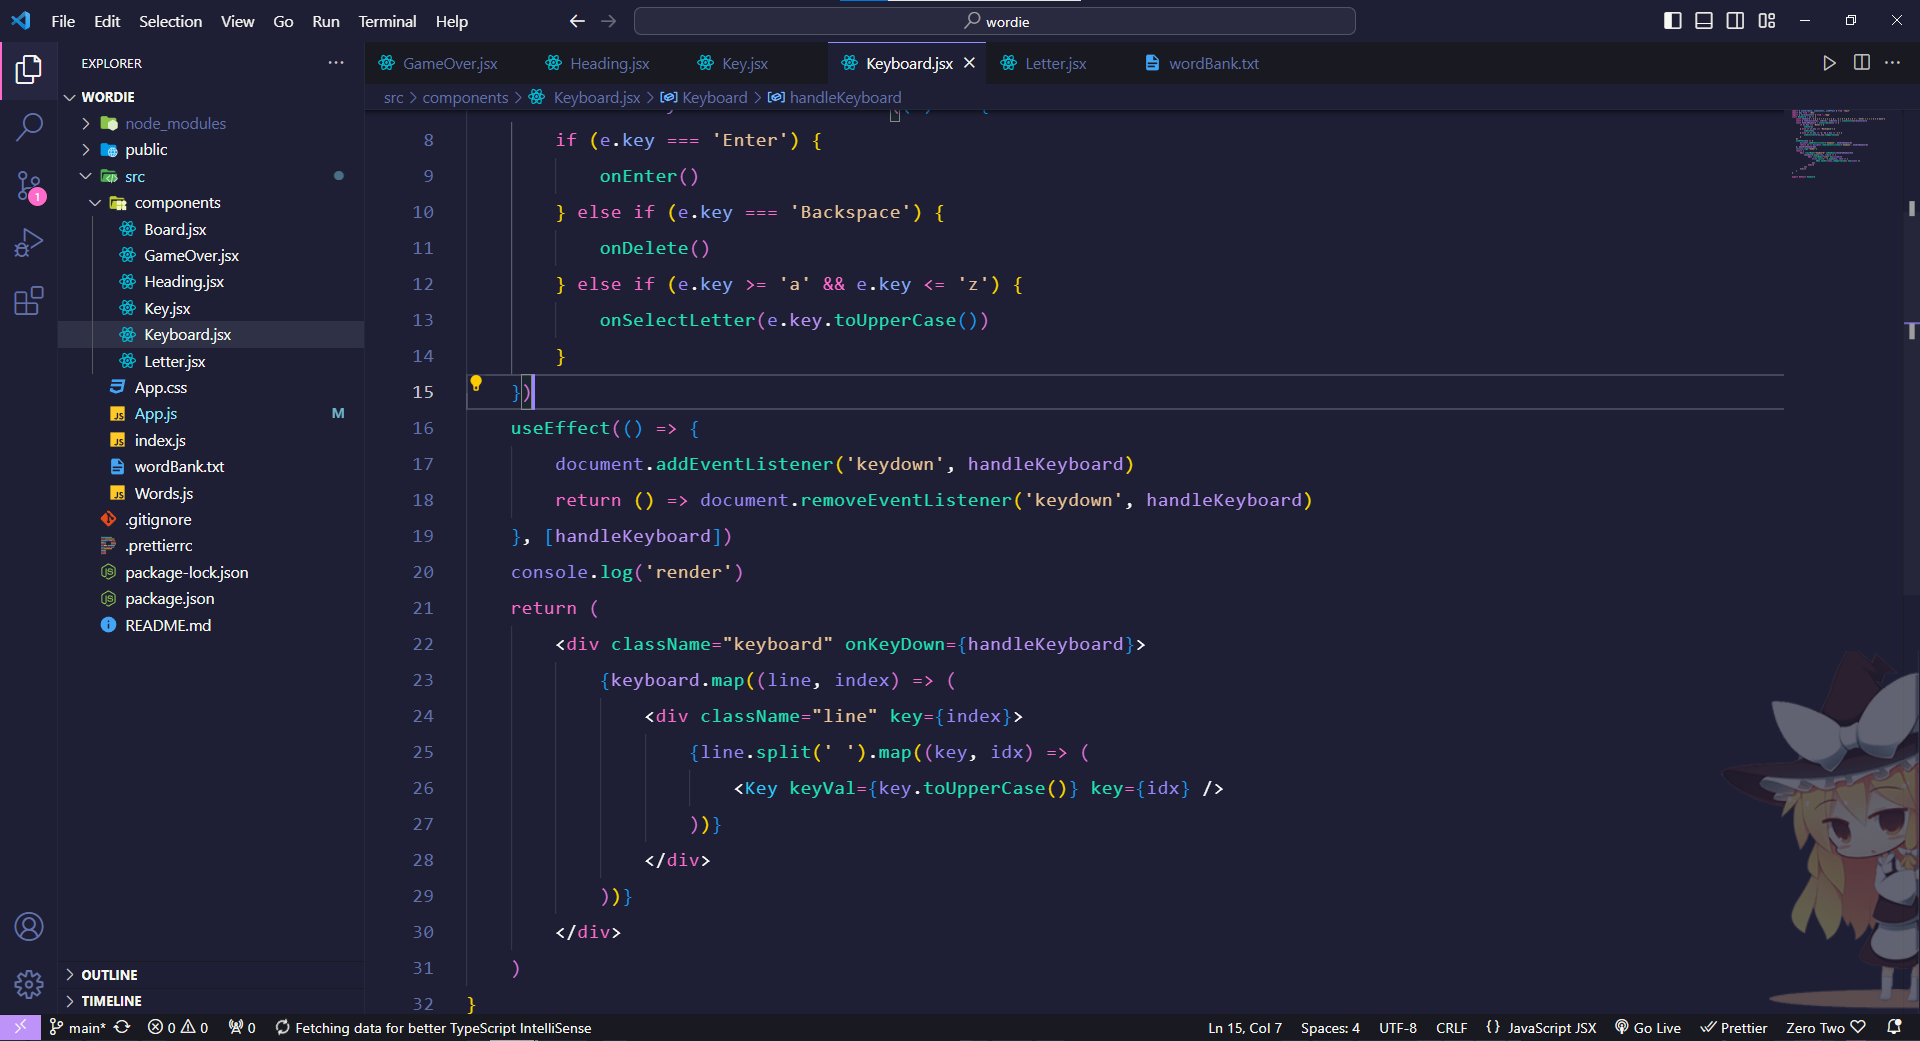 File Edit Selection View Go Run Terminal Help
wordie
EXPLORER
WORDIE
node_modules
public
src
components
Board.jsx
GameOver.jsx
Heading.jsx
Key.jsx
Keyboard.jsx
Letter.jsx
App.css
App.js M
index.js
wordBank.txt
Words.js
.gitignore
.prettierrc
package-lock.json
package.json
README.md
OUTLINE
TIMELINE
1
GameOver.jsx Heading.jsx Key.jsx Keyboard.jsx Letter.jsx wordBank.txt
src > components > Keyboard.jsx > Keyboard > handleKeyboard
8 if (e.key === 'Enter') {
9 onEnter()
10 } else if (e.key === 'Backspace') {
11 onDelete()
12 } else if (e.key >= 'a' && e.key <= 'z') {
13 onSelectLetter(e.key.toUpperCase())
14 }
15 })
16 useEffect(() => {
17 document.addEventListener('keydown', handleKeyboard)
18 return () => document.removeEventListener('keydown', handleKeyboard)
19 }, [handleKeyboard])
20 console.log('render')
21 return (
22 <div className="keyboard" onKeyDown={handleKeyboard}>
23 {keyboard.map((line, index) => (
24 <div className="line" key={index}>
25 {line.split(' ').map((key, idx) => (
26 <Key keyVal={key.toUpperCase()} key={idx} />
27 ))}
28 </div>
29 ))}
30 </div>
31 )
32 }
main* 0 0 0 Fetching data for better TypeScript IntelliSense Ln 15, Col 7 Spaces: 4 UTF-8 CRLF {} JavaScript JSX Go Live Prettier Zero Two